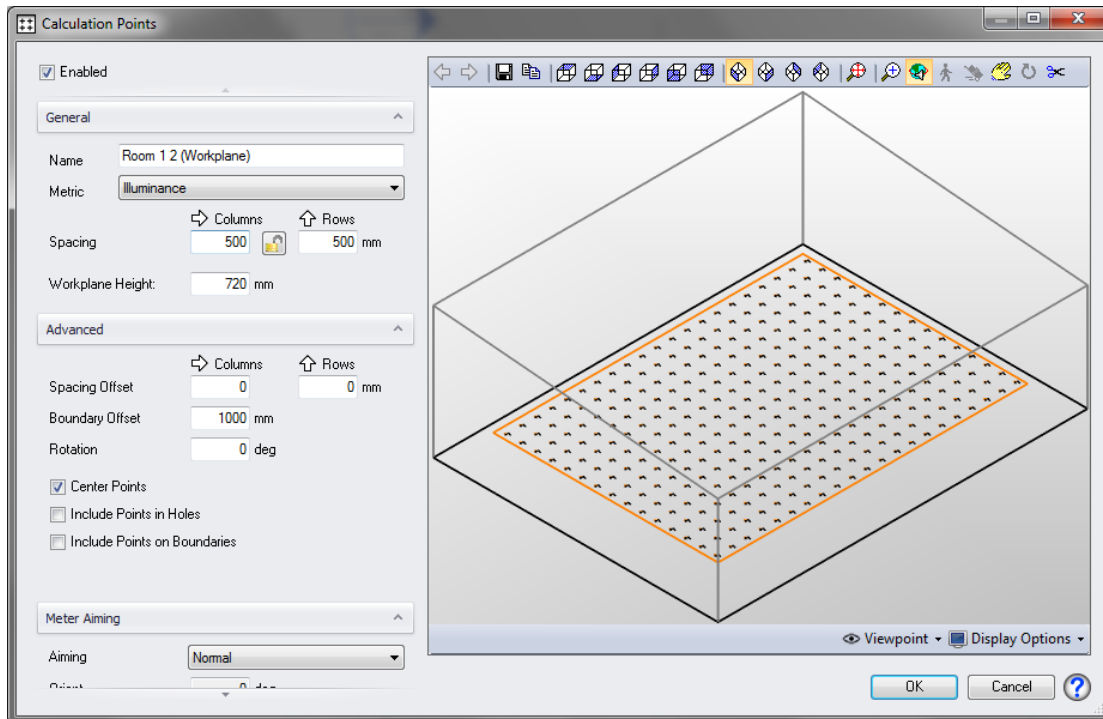 Calculation Points
Enabled
General
Name Room 1 2 (Workplane)
Metric Illuminance
Columns Rows
Spacing 500 500 mm
Workplane Height: 720 mm
Advanced
Columns Rows
Spacing Offset 0 0 mm
Boundary Offset 1000 mm
Rotation 0 deg
Center Points
Include Points in Holes
Include Points on Boundaries
Meter Aiming
Aiming Normal
Viewpoint Display Options
OK Cancel ?